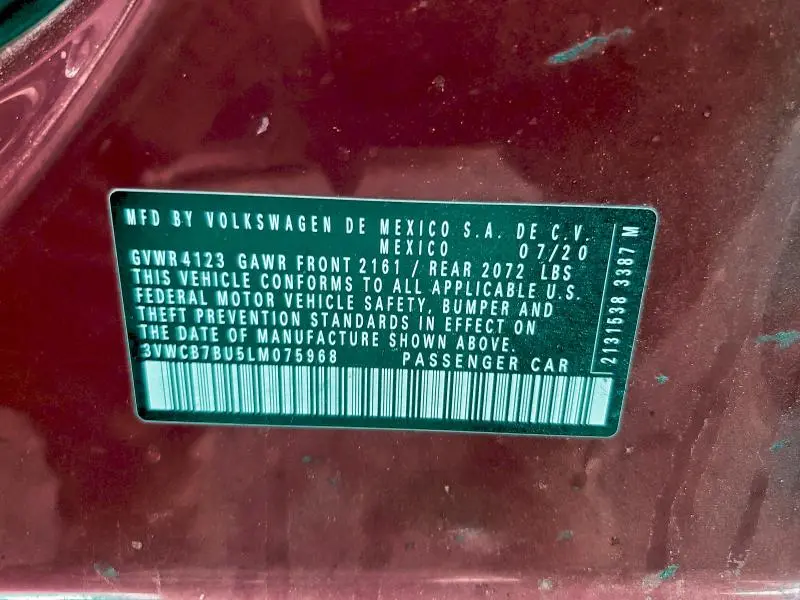 MFD BY VOLKSWAGEN DE MEXICO S.A. DE C.V.
MEXICO 07/20
GVWR 4123 GAWR FRONT 2161 / REAR 2072 LBS
THIS VEHICLE CONFORMS TO ALL APPLICABLE U.S.
FEDERAL MOTOR VEHICLE SAFETY, BUMPER AND
THEFT PREVENTION STANDARDS IN EFFECT ON
THE DATE OF MANUFACTURE SHOWN ABOVE.
3VWCB7BU5LM075968 PASSENGER CAR
2131538 3387 M